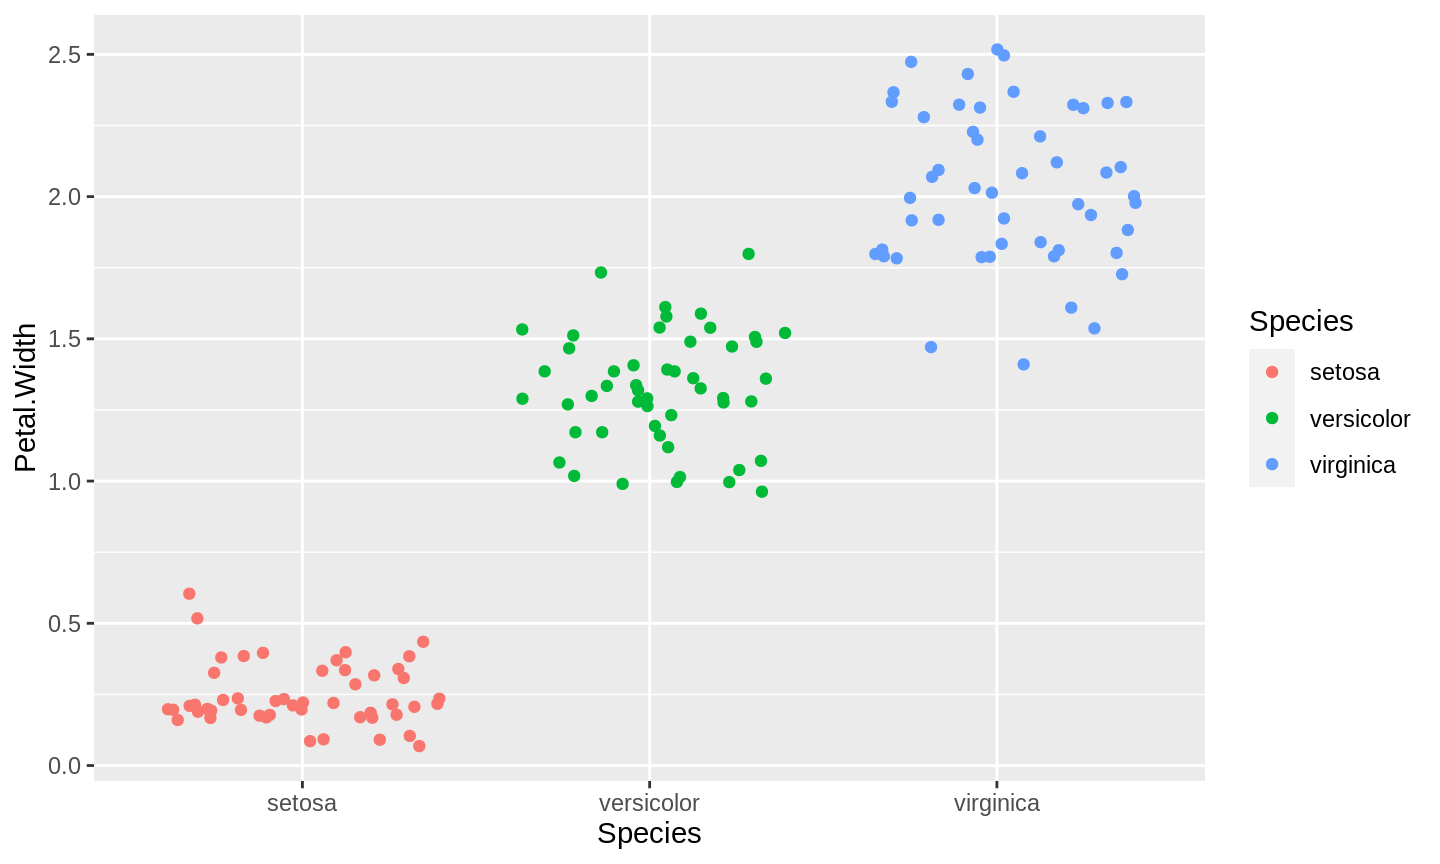 Petal.Width
2.5
2.0
1.5
1.0
0.5
0.0
setosa versicolor virginica
Species
Species
setosa
versicolor
virginica